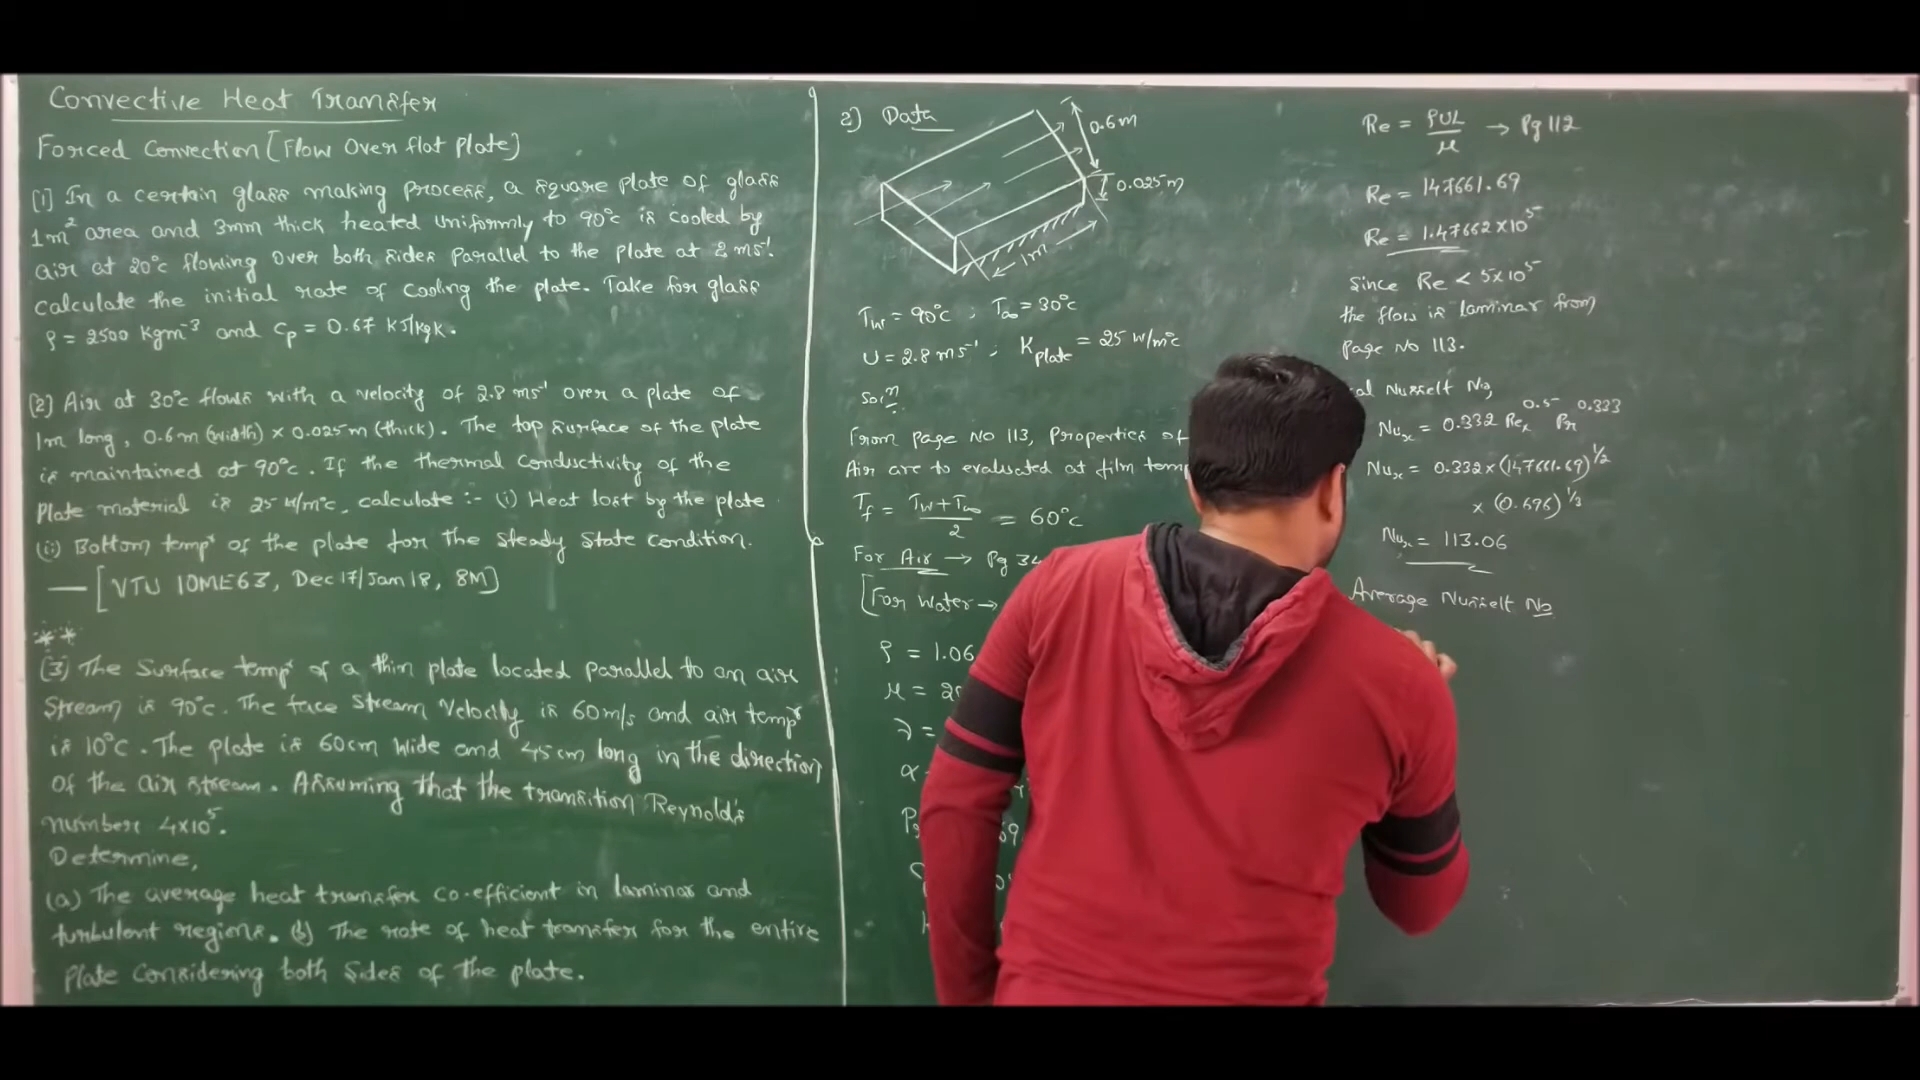 Convective Heat Transfer
Forced Convection [Flow Over flat plate]
[1] In a certain glass making process, a square plate of glass
1m² area and 3mm thick heated uniformly to 90°c is cooled by
air at 20°c flowing over both sides parallel to the plate at 2 ms⁻¹.
calculate the initial rate of cooling the plate. Take for glass
ρ = 2500 Kgm⁻³ and Cp = 0.67 KJ/kgk.
[2] Air at 30°c flows with a velocity of 2.8 ms⁻¹ over a plate of
1m long, 0.6m (width) × 0.025m (thick). The top surface of the plate
is maintained at 90°c. If the thermal conductivity of the
plate material is 25 w/m°c, calculate :- (i) Heat lost by the plate
(ii) Bottom tempʳ of the plate for the steady state condition.
— [VTU 10ME63, Dec 17/Jan 18, 8M]
**
(3) The Surface tempʳ of a thin plate located parallel to an air
stream is 90°c. The face stream velocity is 60m/s and air tempʳ
is 10°C. The plate is 60cm wide and 45cm long in the direction
of the air stream. Assuming that the transition Reynold's
number 4×10⁵.
Determine,
(a) The average heat transfer co-efficient in laminar and
turbulent regions. (b) The rate of heat transfer for the entire
plate considering both sides of the plate.
2) Data
0.6m
0.025m
1m
Tw = 90°c ; T∞ = 30°c
U = 2.8 ms⁻¹ ; Kplate = 25 w/m°c
Solⁿ
From page No 113, Properties of
Air are to evaluated at film temp
Tf = (Tw + T∞)/2 = 60°c
For Air → Pg 34
[For Water →
ρ = 1.06
μ = 20
ν =
α
Re = ρUL/μ → Pg 112
Re = 147661.69
Re = 1.47662×10⁵
Since Re < 5×10⁵
the flow is laminar from
page No 113.
Nusselt No,
Nuₓ = 0.332 Reₓ^0.5 Pr^0.333
Nuₓ = 0.332×(147661.69)^1/2
× (0.696)^1/3
Nuₓ = 113.06
Average Nusselt No